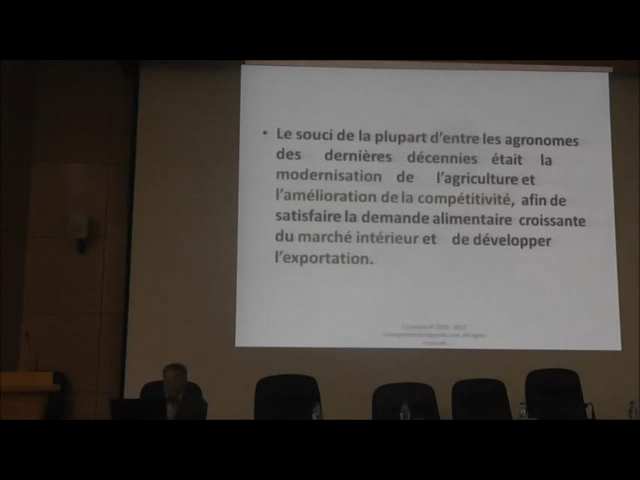 • Le souci de la plupart d'entre les agronomes
des dernières décennies était la
modernisation de l'agriculture et
l'amélioration de la compétitivité, afin de
satisfaire la demande alimentaire croissante
du marché intérieur et de développer
l'exportation.
Copyright ©